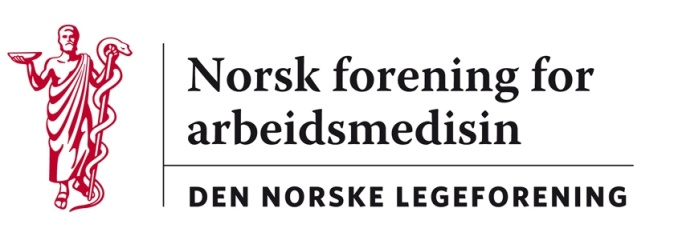 Norsk forening for
arbeidsmedisin
DEN NORSKE LEGEFORENING